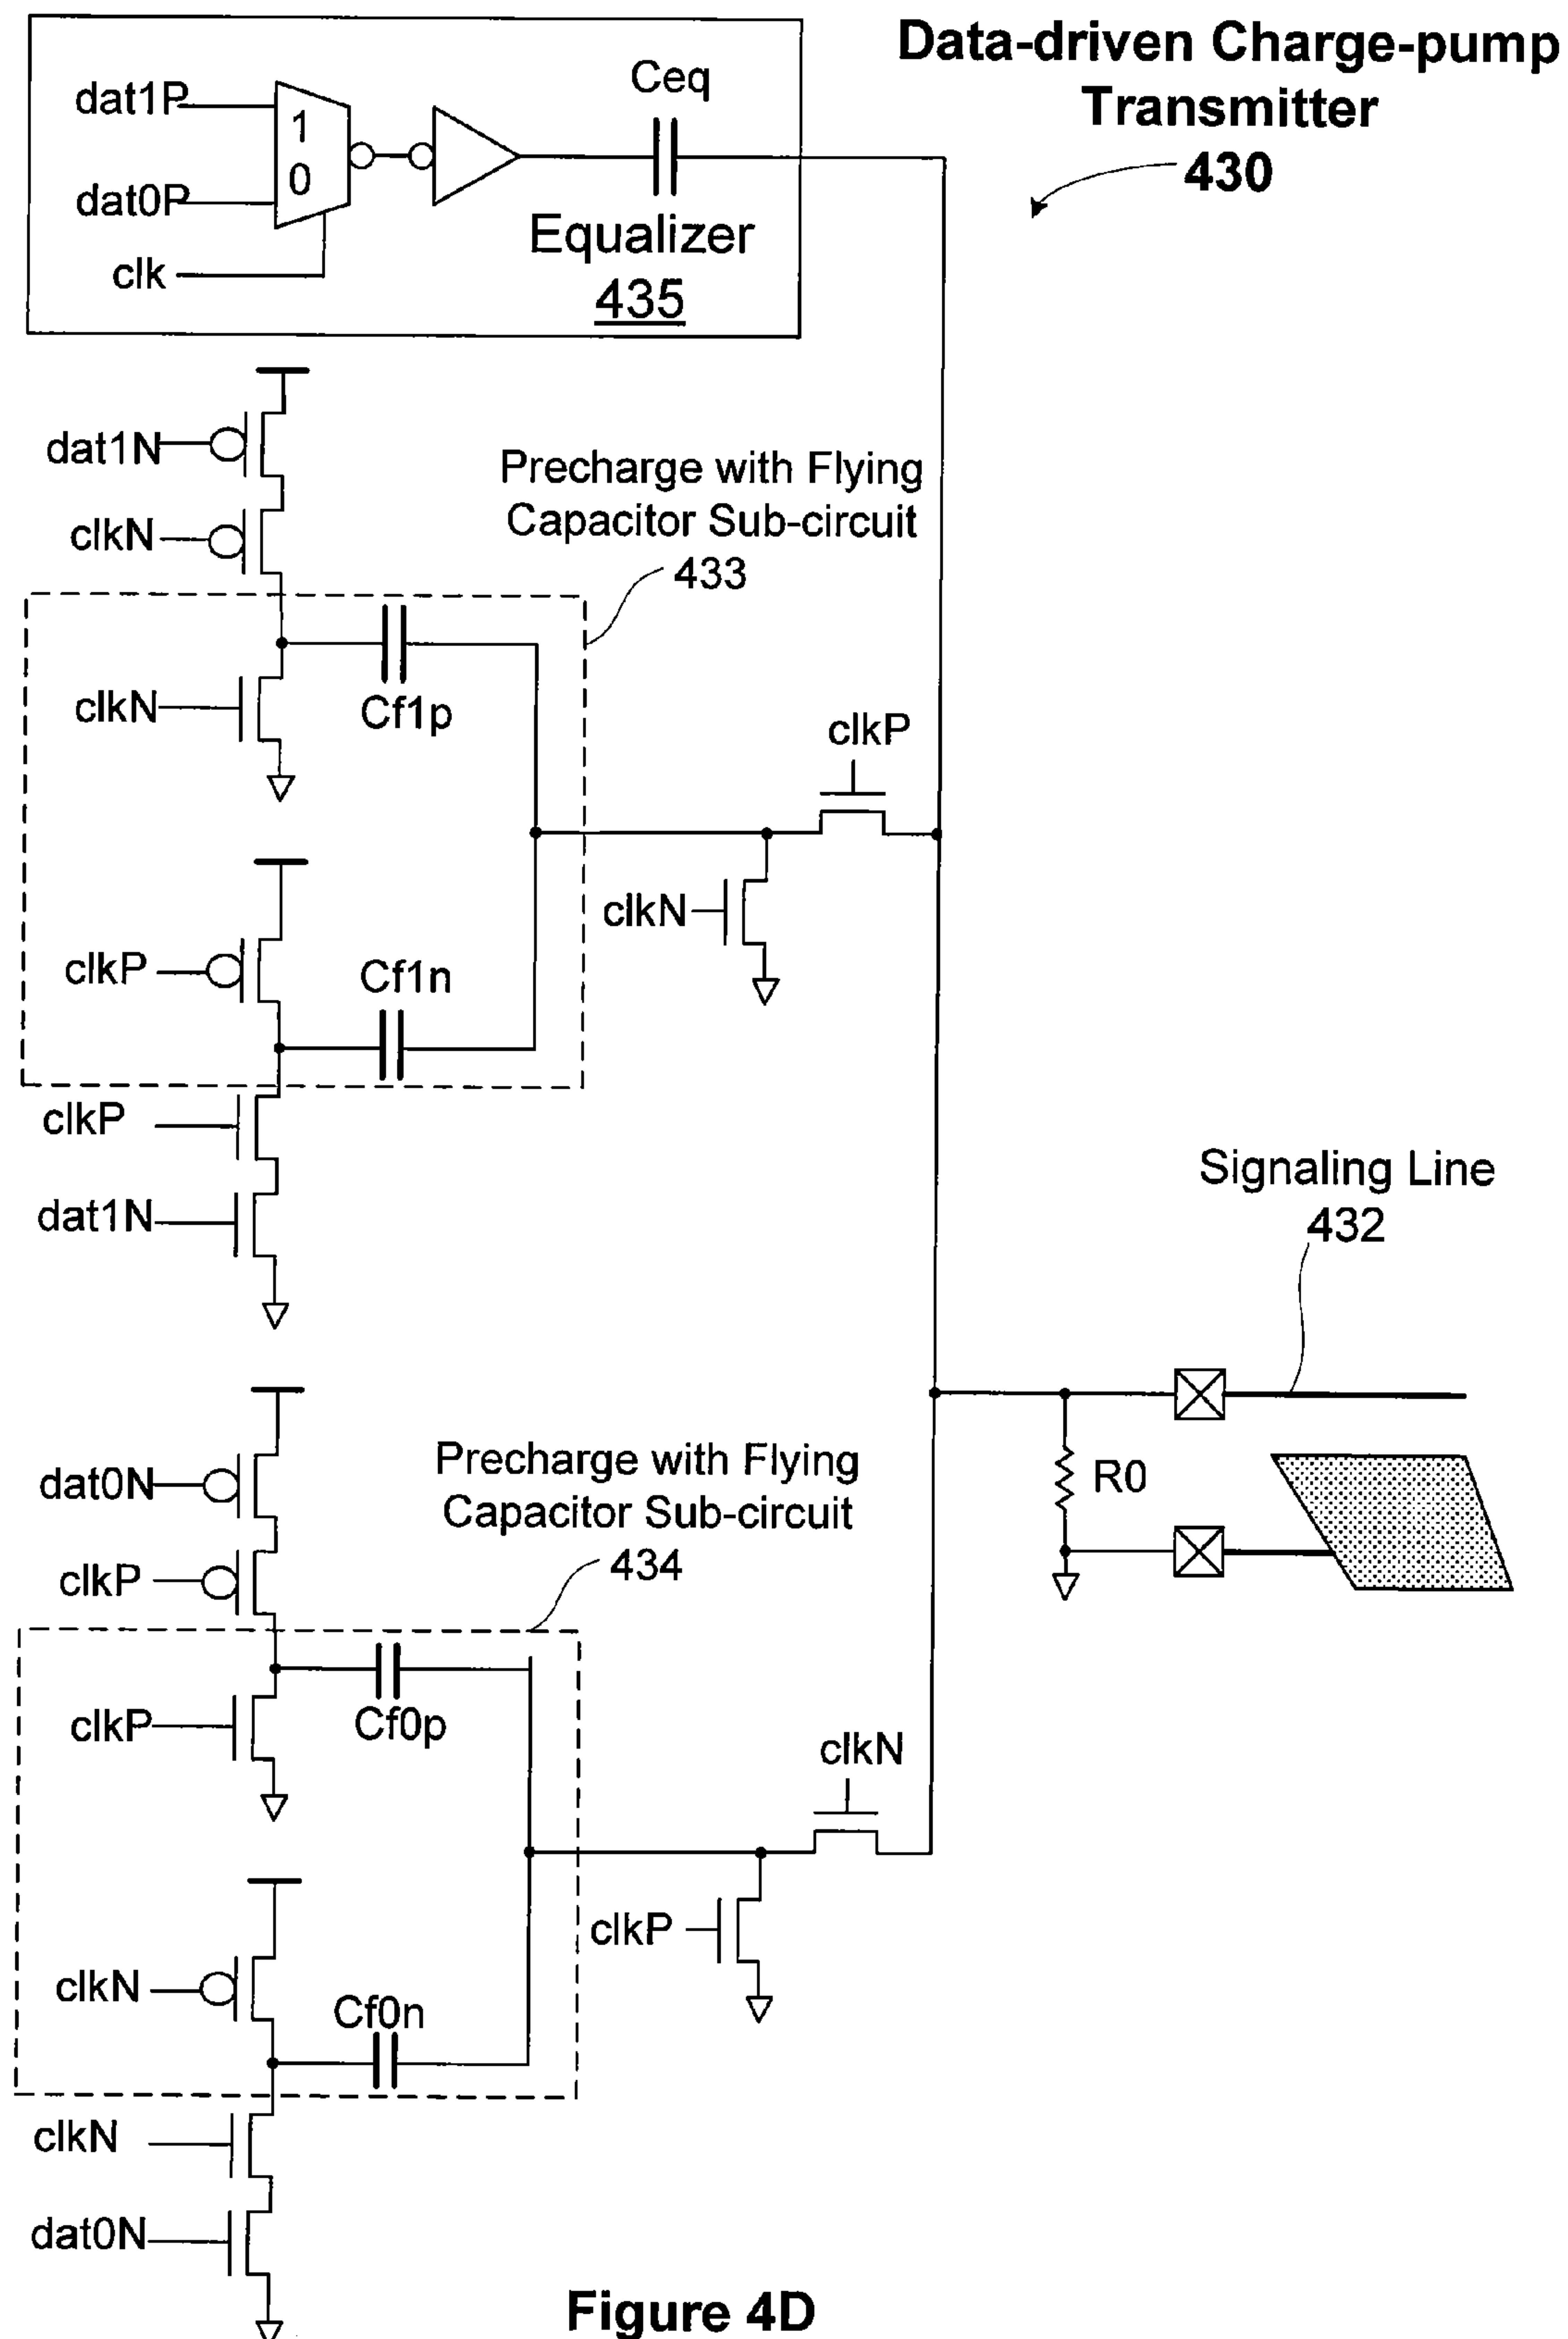 Data-driven Charge-pump
Transmitter
430
dat1P
1
0
dat0P
clk
Ceq
Equalizer
435
dat1N
clkN
Precharge with Flying
Capacitor Sub-circuit
433
clkN
Cf1p
clkP
clkN
clkP
Cf1n
clkP
dat1N
Signaling Line
432
R0
dat0N
clkP
Precharge with Flying
Capacitor Sub-circuit
434
clkP
Cf0p
clkN
clkP
clkN
Cf0n
clkN
dat0N
Figure 4D